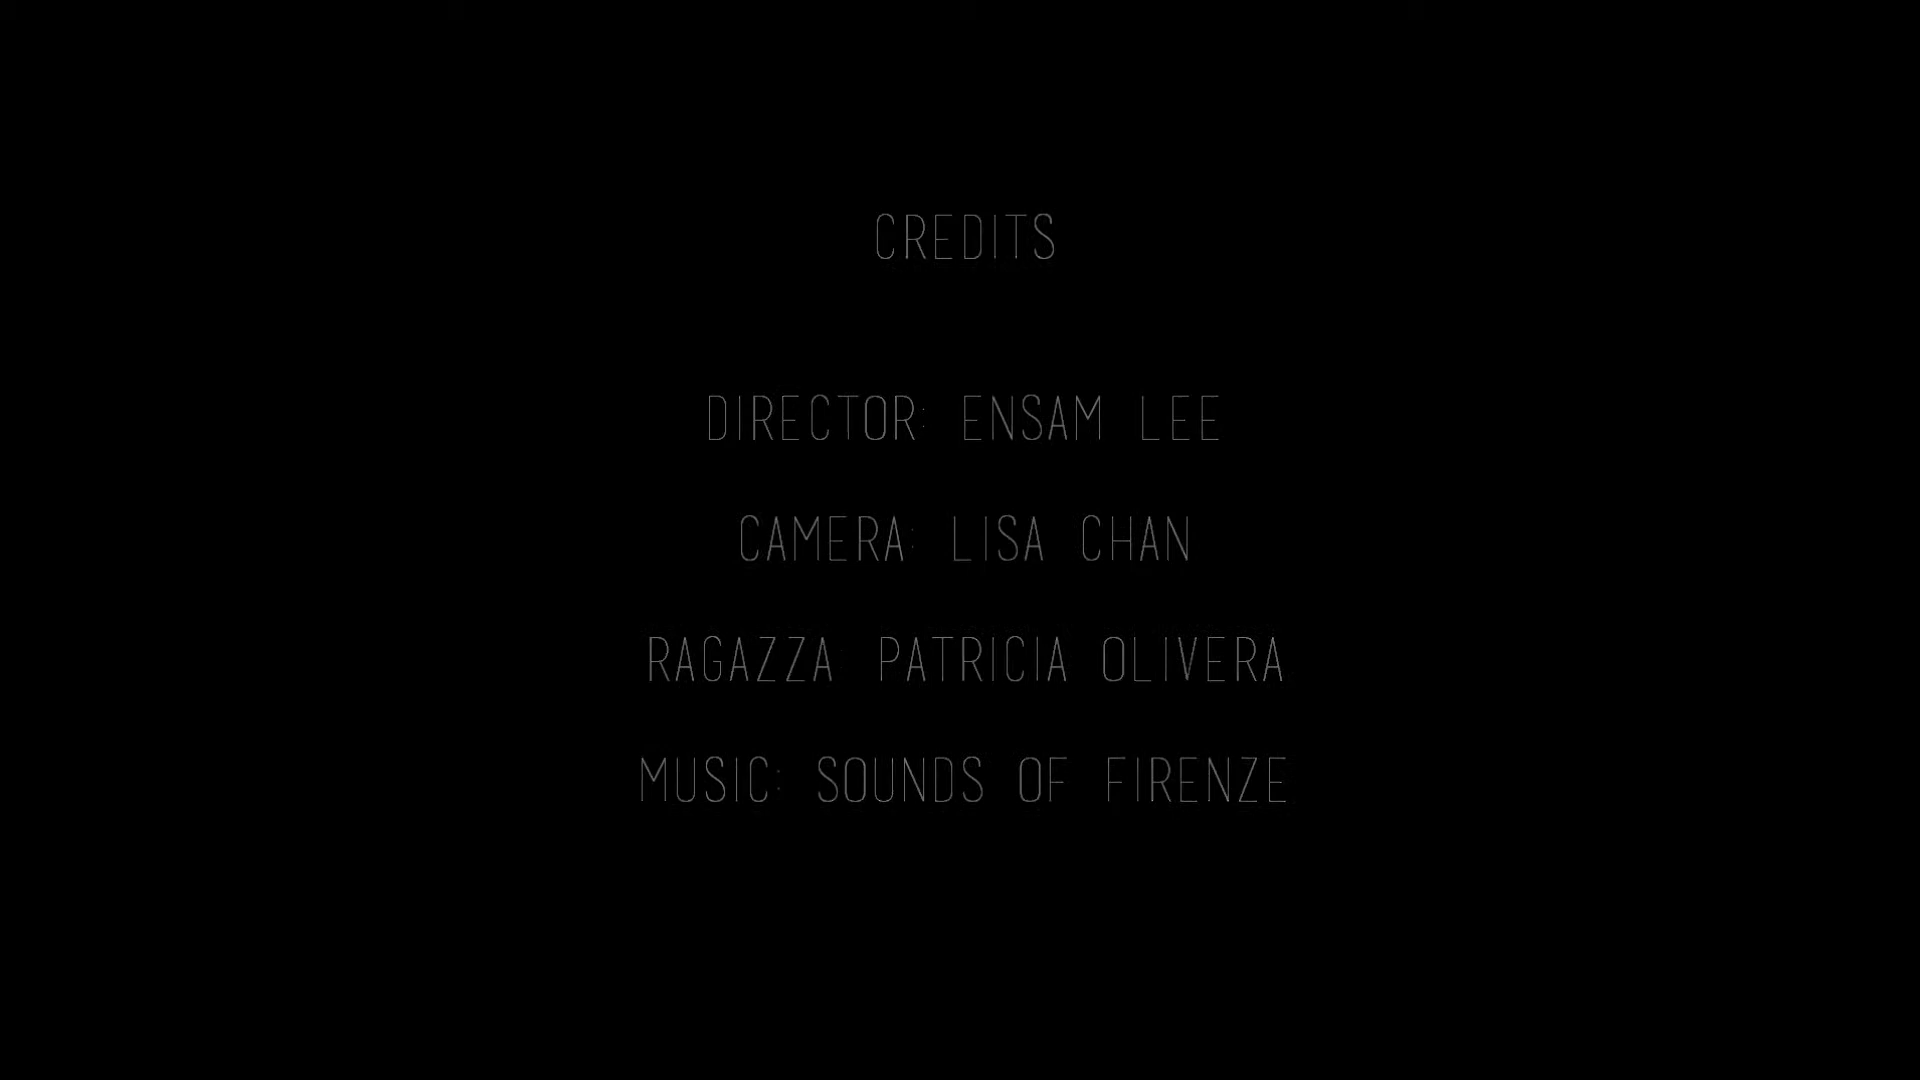 CREDITS
DIRECTOR: ENSAM LEE
CAMERA: LISA CHAN
RAGAZZA: PATRICIA OLIVERA
MUSIC: SOUNDS OF FIRENZE